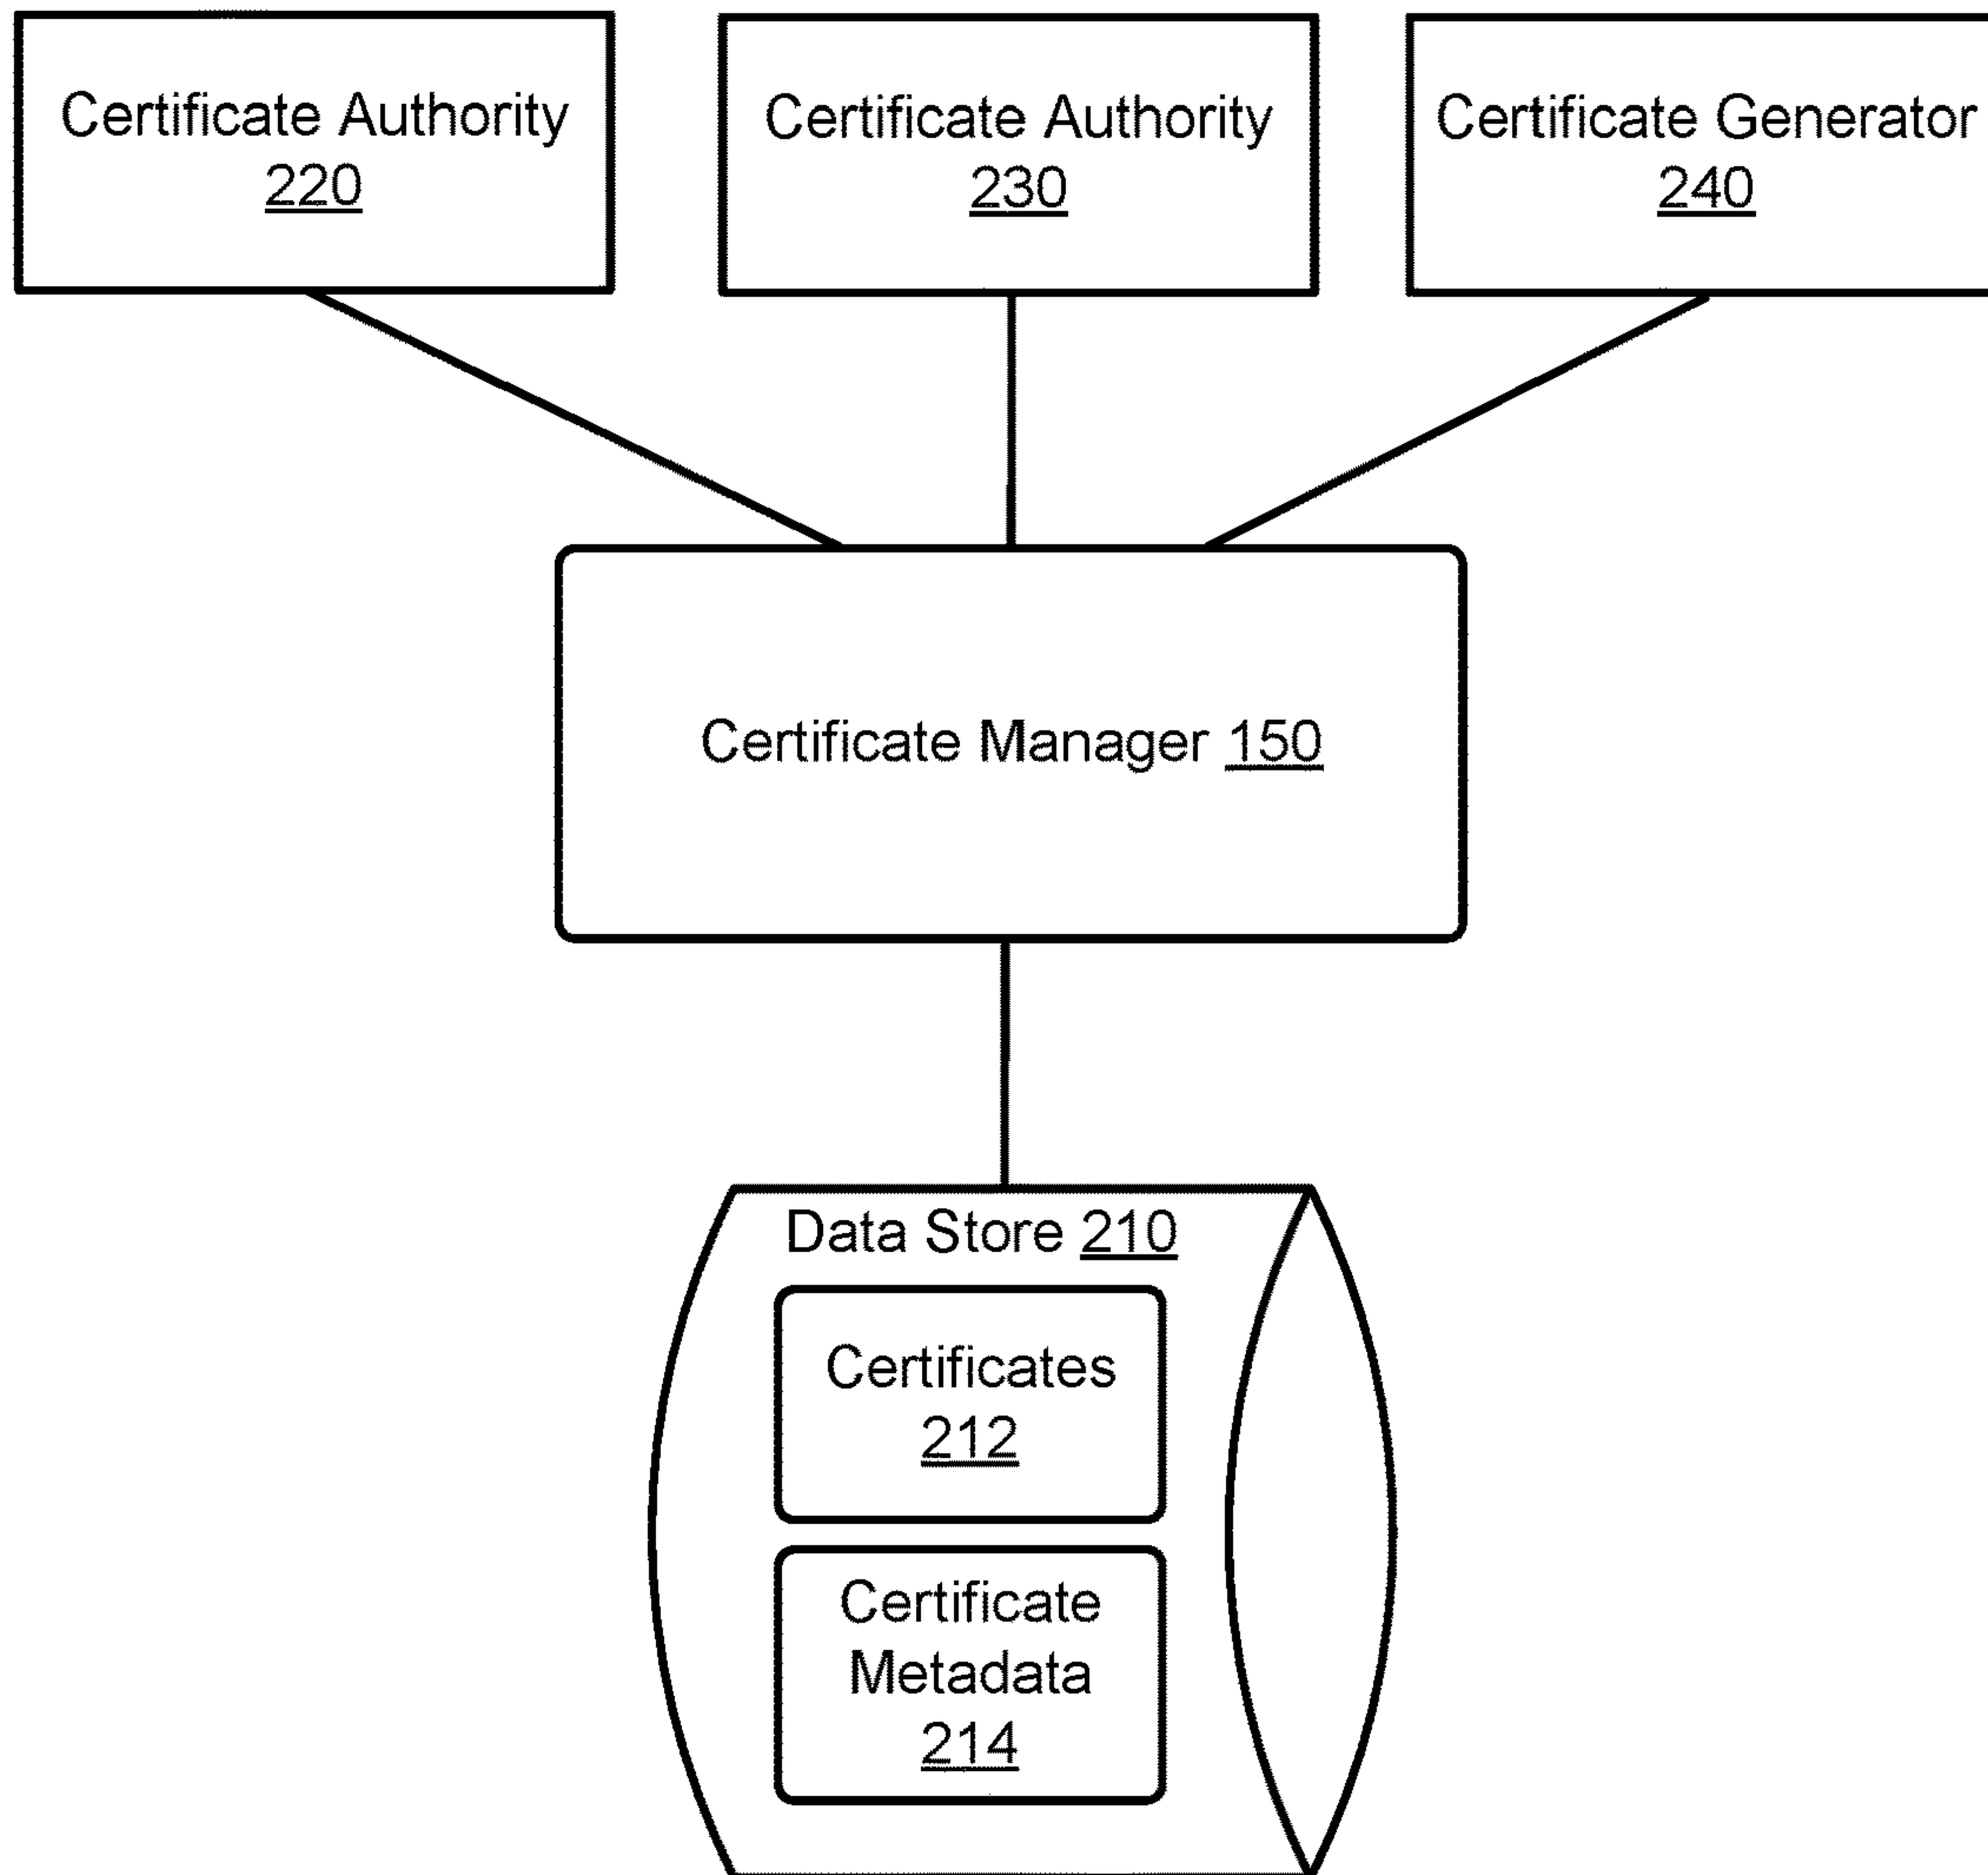 Certificate Authority
220
Certificate Authority
230
Certificate Generator
240
Certificate Manager 150
Data Store 210
Certificates
212
Certificate
Metadata
214